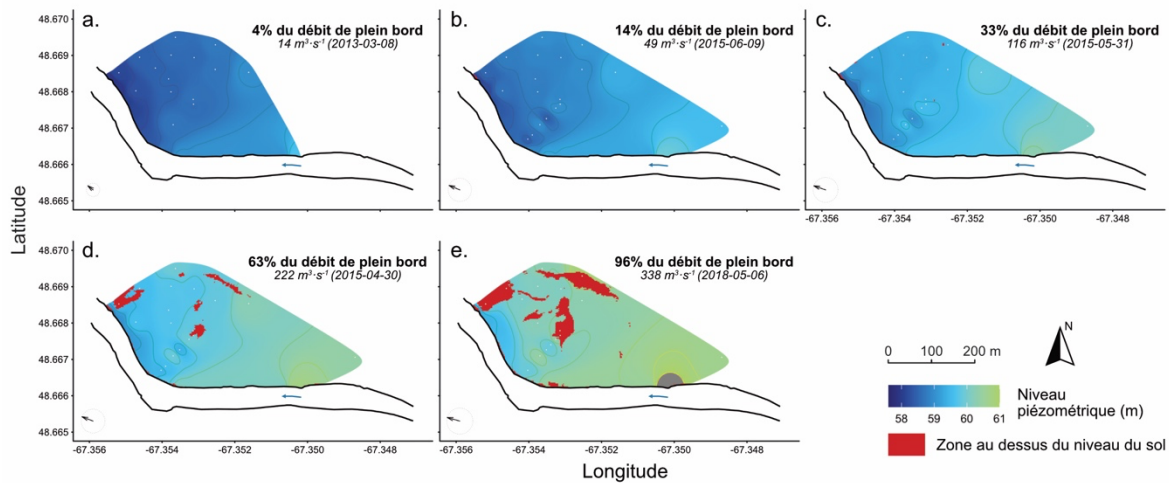 a.
4% du débit de plein bord
14 m³·s⁻¹ (2013-03-08)
b.
14% du débit de plein bord
49 m³·s⁻¹ (2015-06-09)
c.
33% du débit de plein bord
116 m³·s⁻¹ (2015-05-31)
48.670
48.669
48.668
48.667
48.666
48.665
-67.356
-67.354
-67.352
-67.350
-67.348
d.
63% du débit de plein bord
222 m³·s⁻¹ (2015-04-30)
e.
96% du débit de plein bord
338 m³·s⁻¹ (2018-05-06)
48.670
48.669
48.668
48.667
48.666
48.665
-67.356
-67.354
-67.352
-67.350
-67.348
-67.356
-67.354
-67.352
-67.350
-67.348
Latitude
Longitude
N
0 100 200 m
58 59 60 61
Niveau
piézométrique (m)
Zone au dessus du niveau du sol